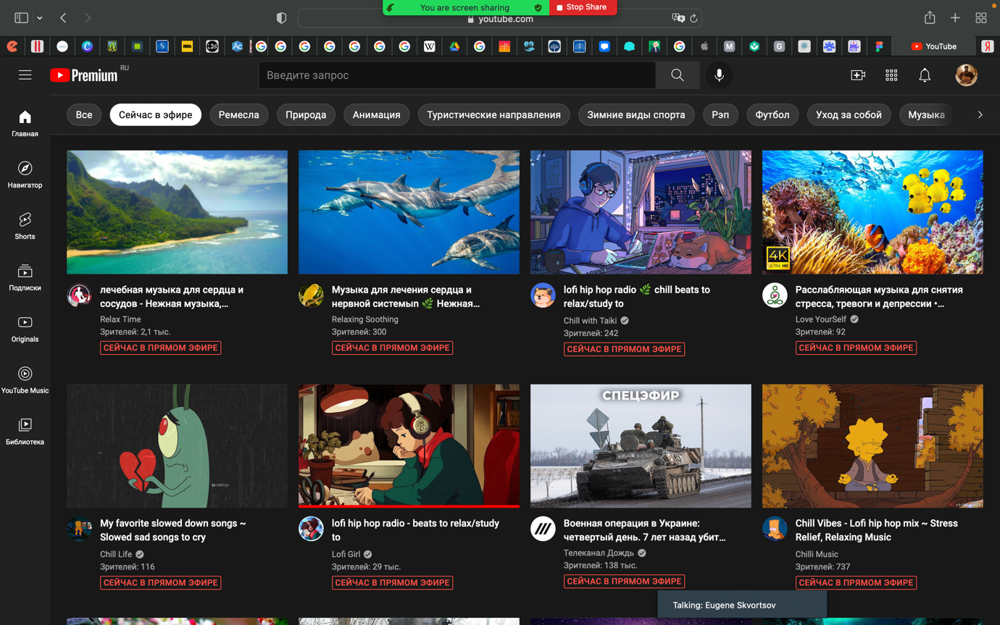 You are screen sharing
Stop Share
youtube.com
YouTube
Premium
RU
Введите запрос
Все
Сейчас в эфире
Ремесла
Природа
Анимация
Туристические направления
Зимние виды спорта
Рэп
Футбол
Уход за собой
Музыка
Главная
Навигатор
Shorts
Подписки
Originals
YouTube Music
Библиотека
4K
ULTRA HD
лечебная музыка для сердца и
сосудов - Нежная музыка,...
Relax Time
Зрителей: 2,1 тыс.
СЕЙЧАС В ПРЯМОМ ЭФИРЕ
Музыка для лечения сердца и
нервной системып 🌿 Нежная...
Relaxing Soothing
Зрителей: 300
СЕЙЧАС В ПРЯМОМ ЭФИРЕ
lofi hip hop radio 🌿 chill beats to
relax/study to
Chill with Taiki
Зрителей: 242
СЕЙЧАС В ПРЯМОМ ЭФИРЕ
Расслабляющая музыка для снятия
стресса, тревоги и депрессии •...
Love YourSelf
Зрителей: 92
СЕЙЧАС В ПРЯМОМ ЭФИРЕ
СПЕЦЭФИР
My favorite slowed down songs ~
Slowed sad songs to cry
Chill Life
Зрителей: 116
СЕЙЧАС В ПРЯМОМ ЭФИРЕ
lofi hip hop radio - beats to relax/study
to
Lofi Girl
Зрителей: 29 тыс.
СЕЙЧАС В ПРЯМОМ ЭФИРЕ
Военная операция в Украине:
четвертый день. 7 лет назад убит...
Телеканал Дождь
Зрителей: 138 тыс.
СЕЙЧАС В ПРЯМОМ ЭФИРЕ
Chill Vibes - Lofi hip hop mix ~ Stress
Relief, Relaxing Music
Chilli Music
Зрителей: 737
СЕЙЧАС В ПРЯМОМ ЭФИРЕ
Talking: Eugene Skvortsov